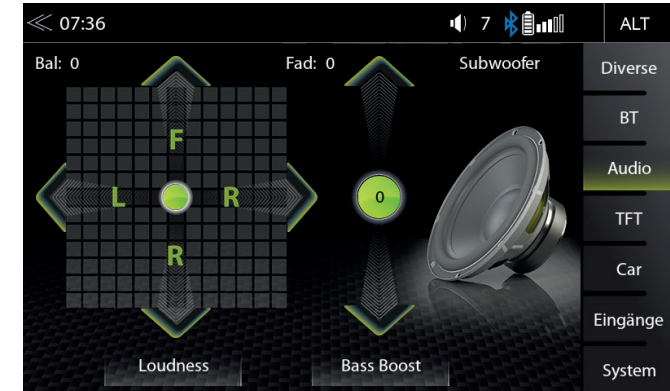 07:36
7
ALT
Bal: 0
Fad: 0
Subwoofer
Diverse
BT
F
Audio
L
R
0
TFT
R
Car
Eingänge
Loudness
Bass Boost
System